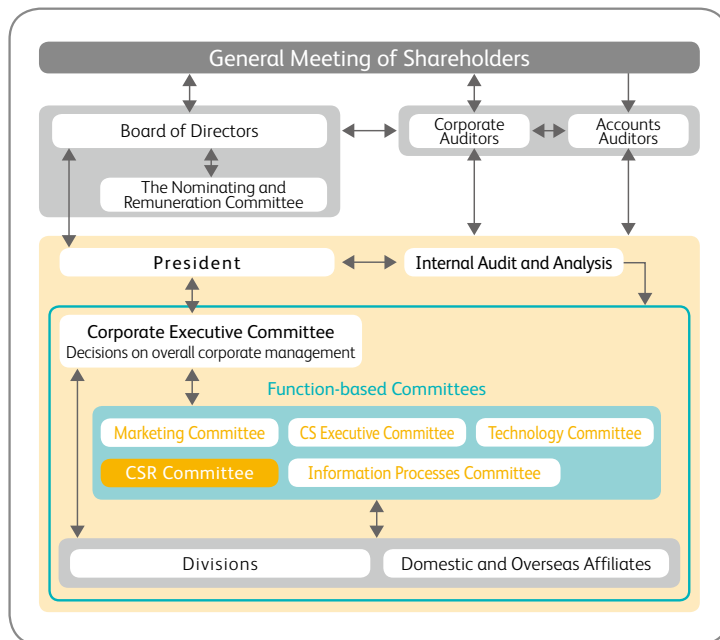 General Meeting of Shareholders
Board of Directors
Corporate
Auditors
Accounts
Auditors
The Nominating and
Remuneration Committee
President
Internal Audit and Analysis
Corporate Executive Committee
Decisions on overall corporate management
Function-based Committees
Marketing Committee
CS Executive Committee
Technology Committee
CSR Committee
Information Processes Committee
Divisions
Domestic and Overseas Affiliates